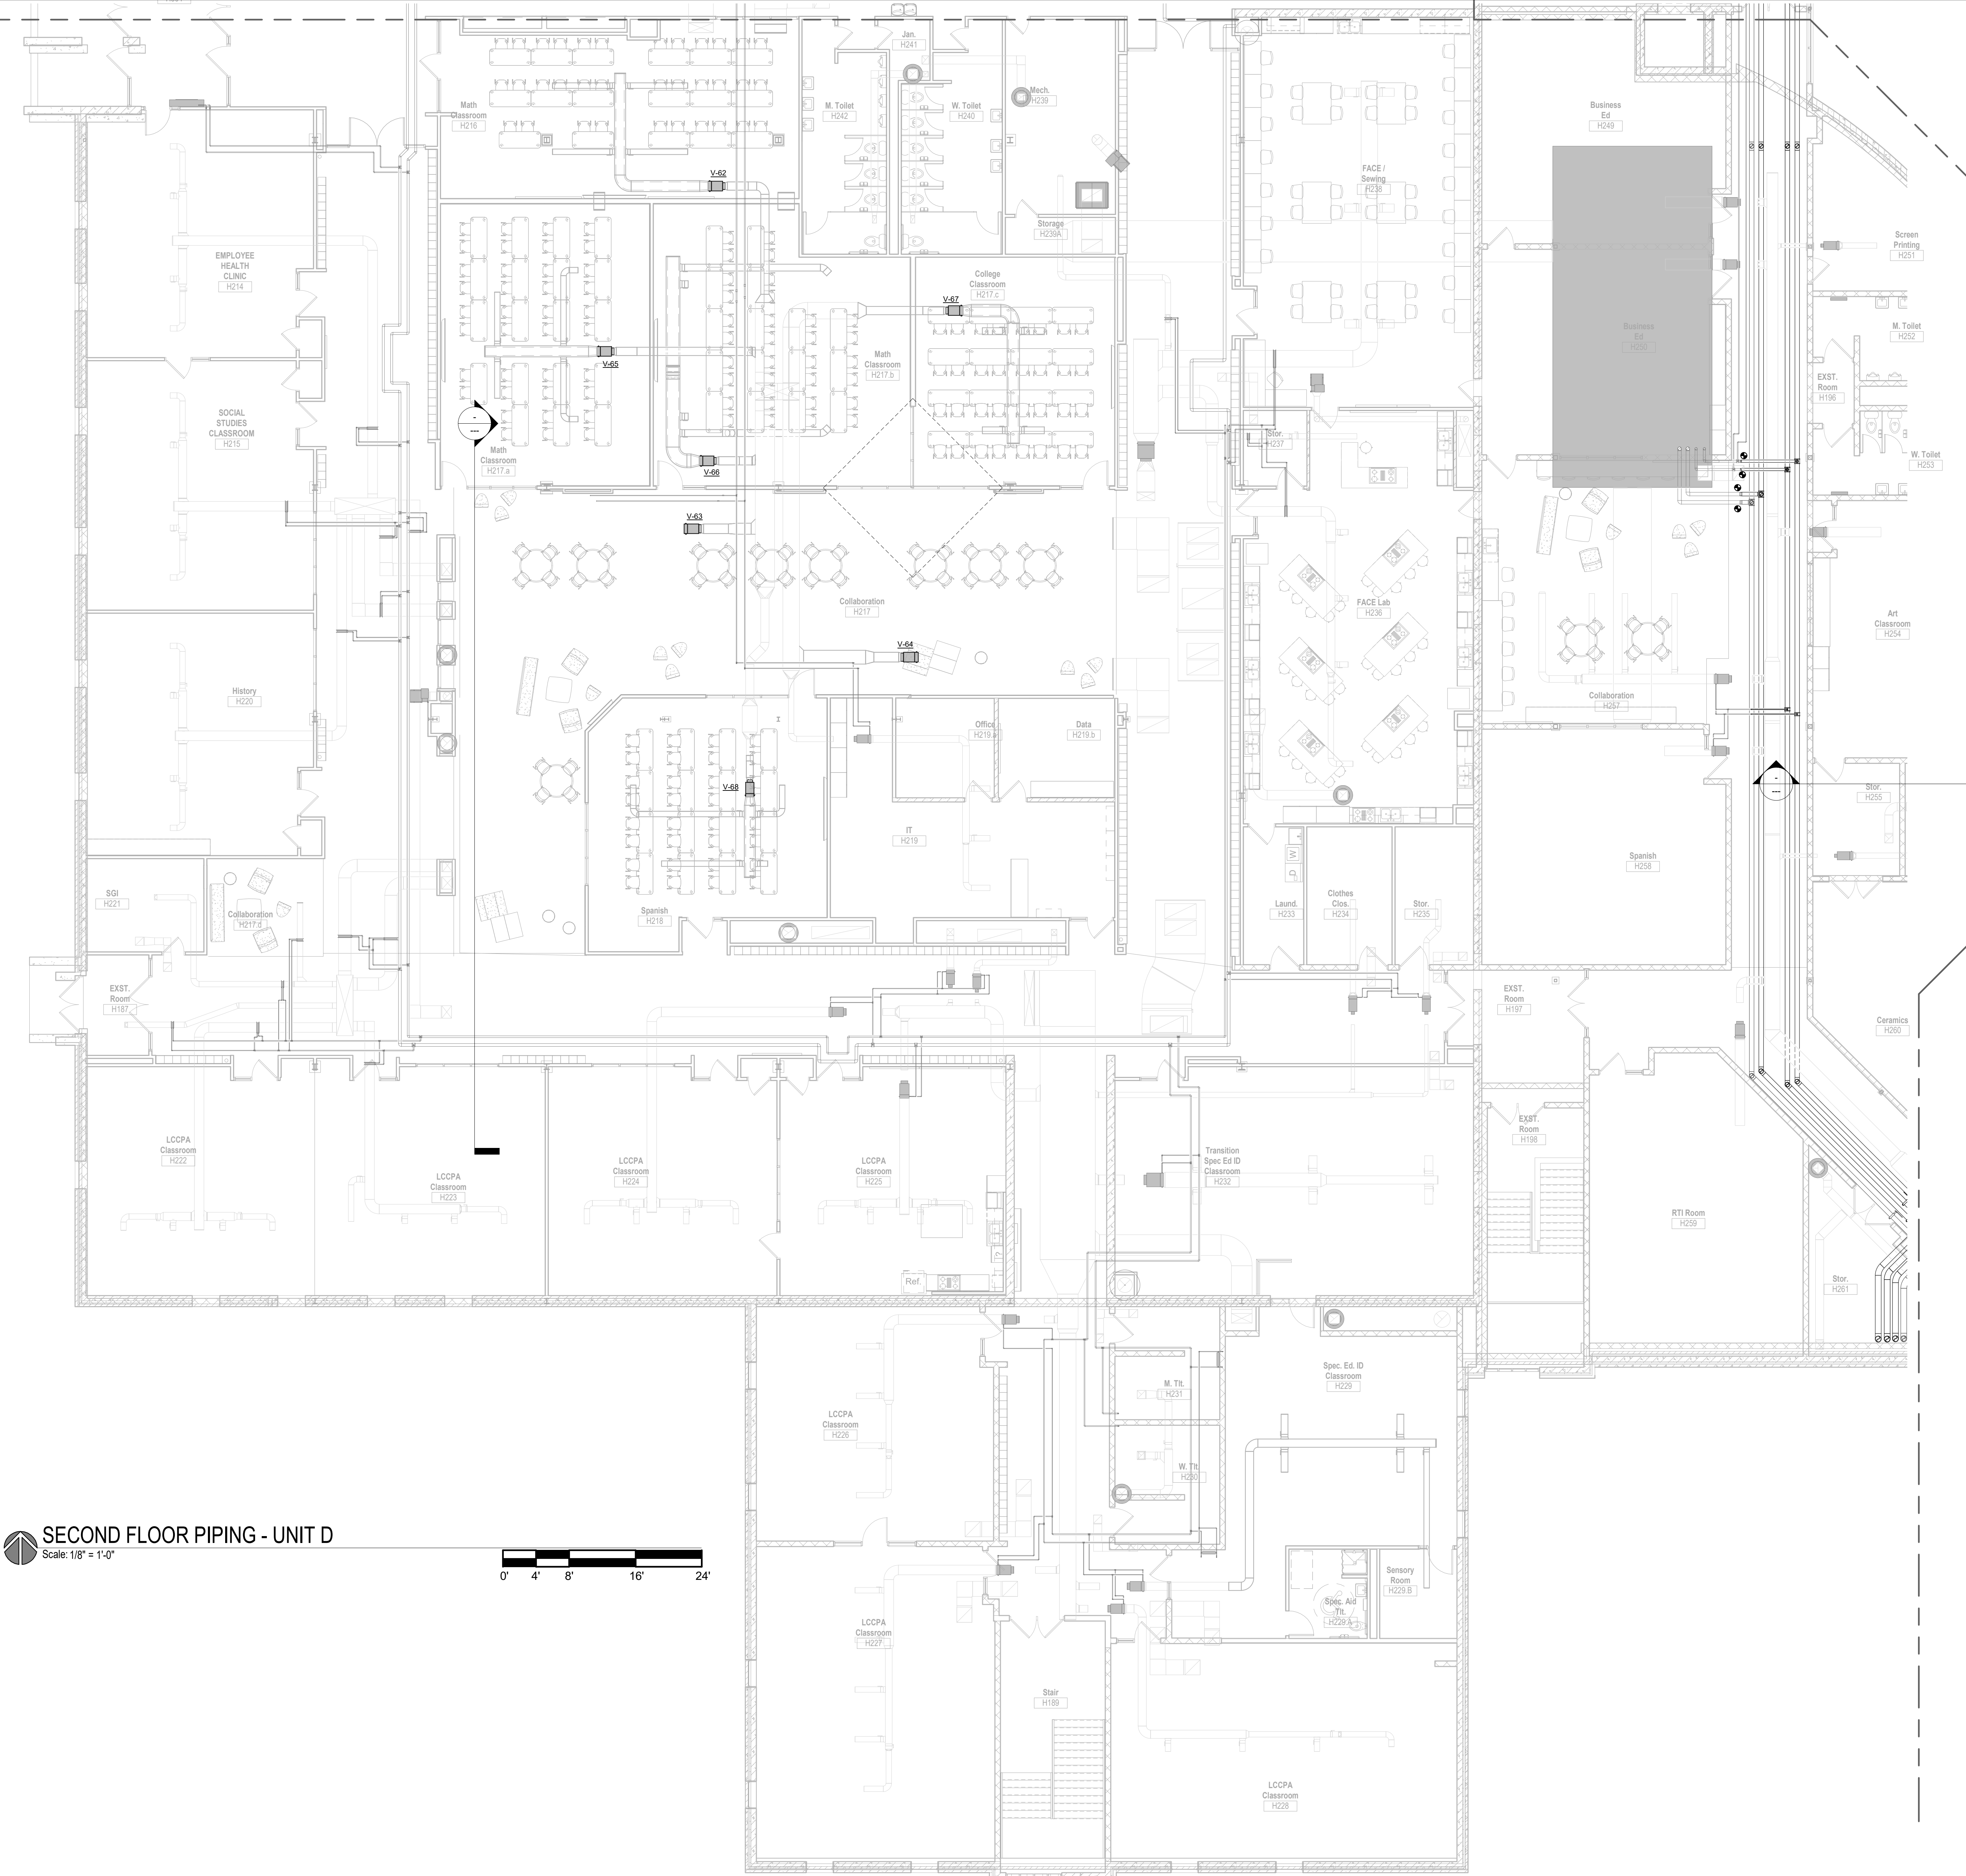 Jan.
H241
Math
Classroom
H216
M. Toilet
H242
W. Toilet
H240
Mech.
H239
Business
Ed
H249
V-62
FACE /
Sewing
H238
Storage
H239A
Screen
Printing
H251
EMPLOYEE
HEALTH
CLINIC
H214
College
Classroom
H217.c
V-67
M. Toilet
H252
Business
Ed
H250
V-65
Math
Classroom
H217.b
EXST.
Room
H196
SOCIAL
STUDIES
CLASSROOM
H215
-
---
Math
Classroom
H217.a
Stor.
H237
W. Toilet
H253
V-66
V-63
Collaboration
H217
FACE Lab
H236
Art
Classroom
H254
V-64
History
H220
Collaboration
H257
Office
H219.a
Data
H219.b
V-68
-
---
Stor.
H255
IT
H219
Spanish
H258
D W
SGI
H221
Collaboration
H217.d
Spanish
H218
Laund.
H233
Clothes
Clos.
H234
Stor.
H235
EXST.
Room
H187
EXST.
Room
H197
Ceramics
H260
LCCPA
Classroom
H222
LCCPA
Classroom
H223
LCCPA
Classroom
H224
LCCPA
Classroom
H225
Transition
Spec Ed ID
Classroom
H232
EXST.
Room
H198
RTI Room
H259
Ref.
Stor.
H261
Spec. Ed. ID
Classroom
H229
M. Tlt.
H231
LCCPA
Classroom
H226
W. Tlt.
H230
SECOND FLOOR PIPING - UNIT D
Scale: 1/8" = 1'-0"
0' 4' 8' 16' 24'
Sensory
Room
H229.B
Spec. Aid
Tlt.
H229.A
LCCPA
Classroom
H227
Stair
H189
LCCPA
Classroom
H228